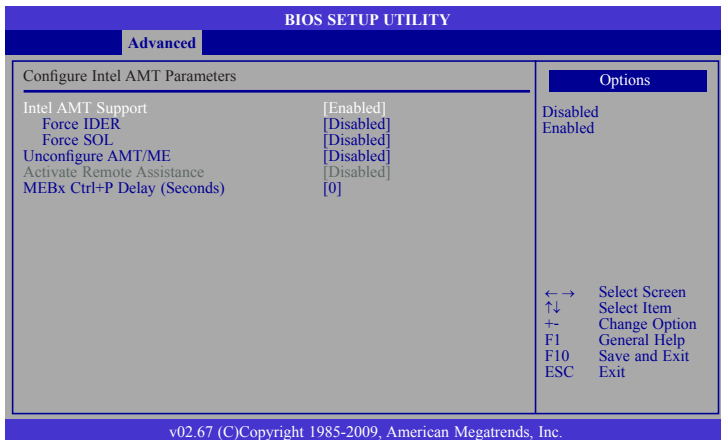 BIOS SETUP UTILITY
Advanced
Configure Intel AMT Parameters
Intel AMT Support [Enabled]
Force IDER [Disabled]
Force SOL [Disabled]
Unconfigure AMT/ME [Disabled]
Activate Remote Assistance [Disabled]
MEBx Ctrl+P Delay (Seconds) [0]
Options
Disabled
Enabled
←→ Select Screen
↑↓ Select Item
+- Change Option
F1 General Help
F10 Save and Exit
ESC Exit
v02.67 (C)Copyright 1985-2009, American Megatrends, Inc.